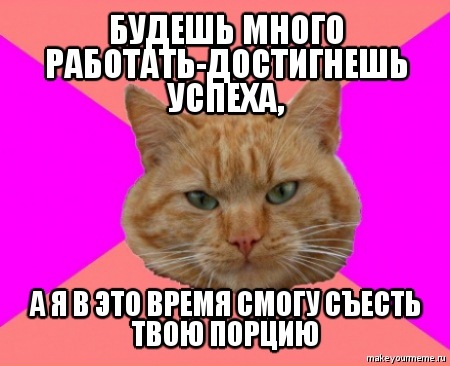 БУДЕШЬ МНОГО
РАБОТАТЬ-ДОСТИГНЕШЬ
УСПЕХА,
А Я В ЭТО ВРЕМЯ СМОГУ СЪЕСТЬ
ТВОЮ ПОРЦИЮ
makeyourmeme.ru